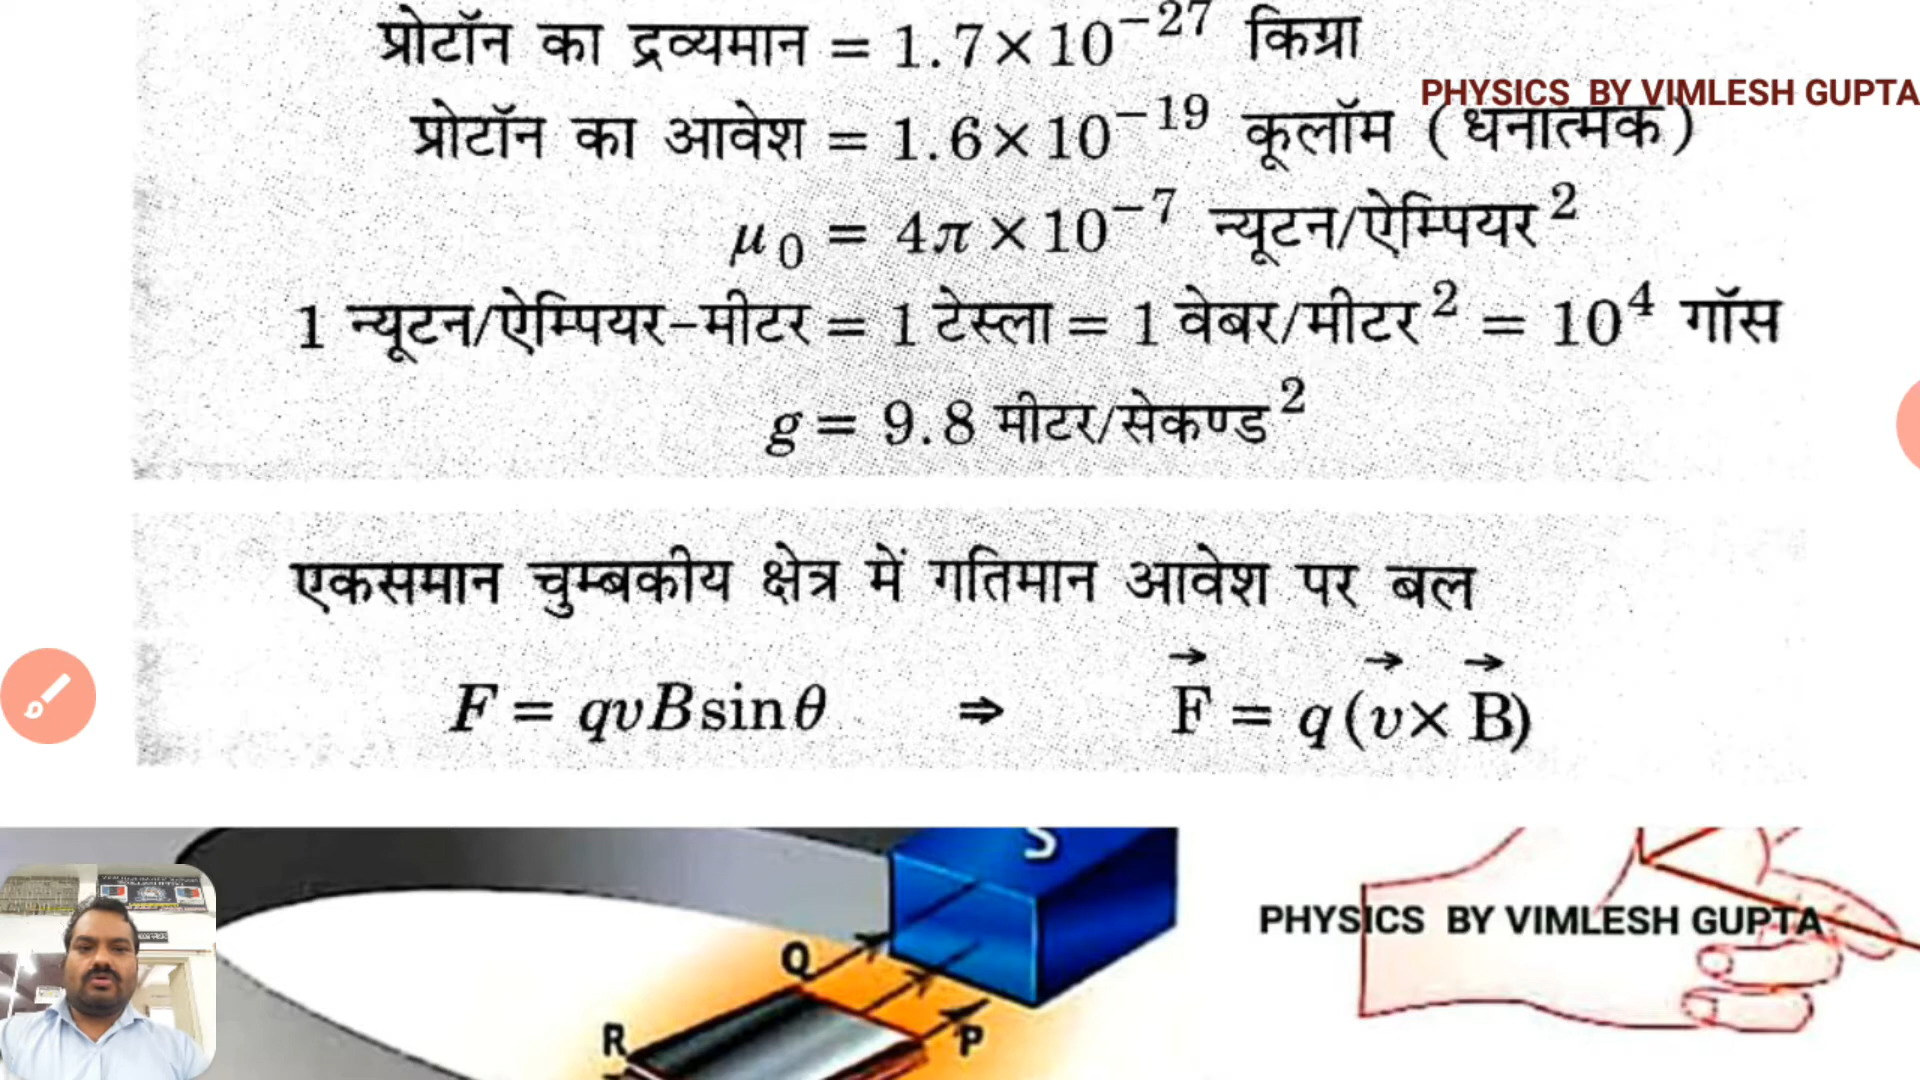 प्रोटॉन का द्रव्यमान = 1.7×10⁻²⁷ किग्रा
PHYSICS BY VIMLESH GUPTA
प्रोटॉन का आवेश = 1.6×10⁻¹⁹ कूलॉम (धनात्मक)
μ₀ = 4π×10⁻⁷ न्यूटन/ऐम्पियर²
1 न्यूटन/ऐम्पियर-मीटर = 1 टेस्ला = 1 वेबर/मीटर² = 10⁴ गॉस
g = 9.8 मीटर/सेकण्ड²
एकसमान चुम्बकीय क्षेत्र में गतिमान आवेश पर बल
F = qvB sinθ ⇒ F⃗ = q(v⃗× B⃗)
S
PHYSICS BY VIMLESH GUPTA
Q
R
P